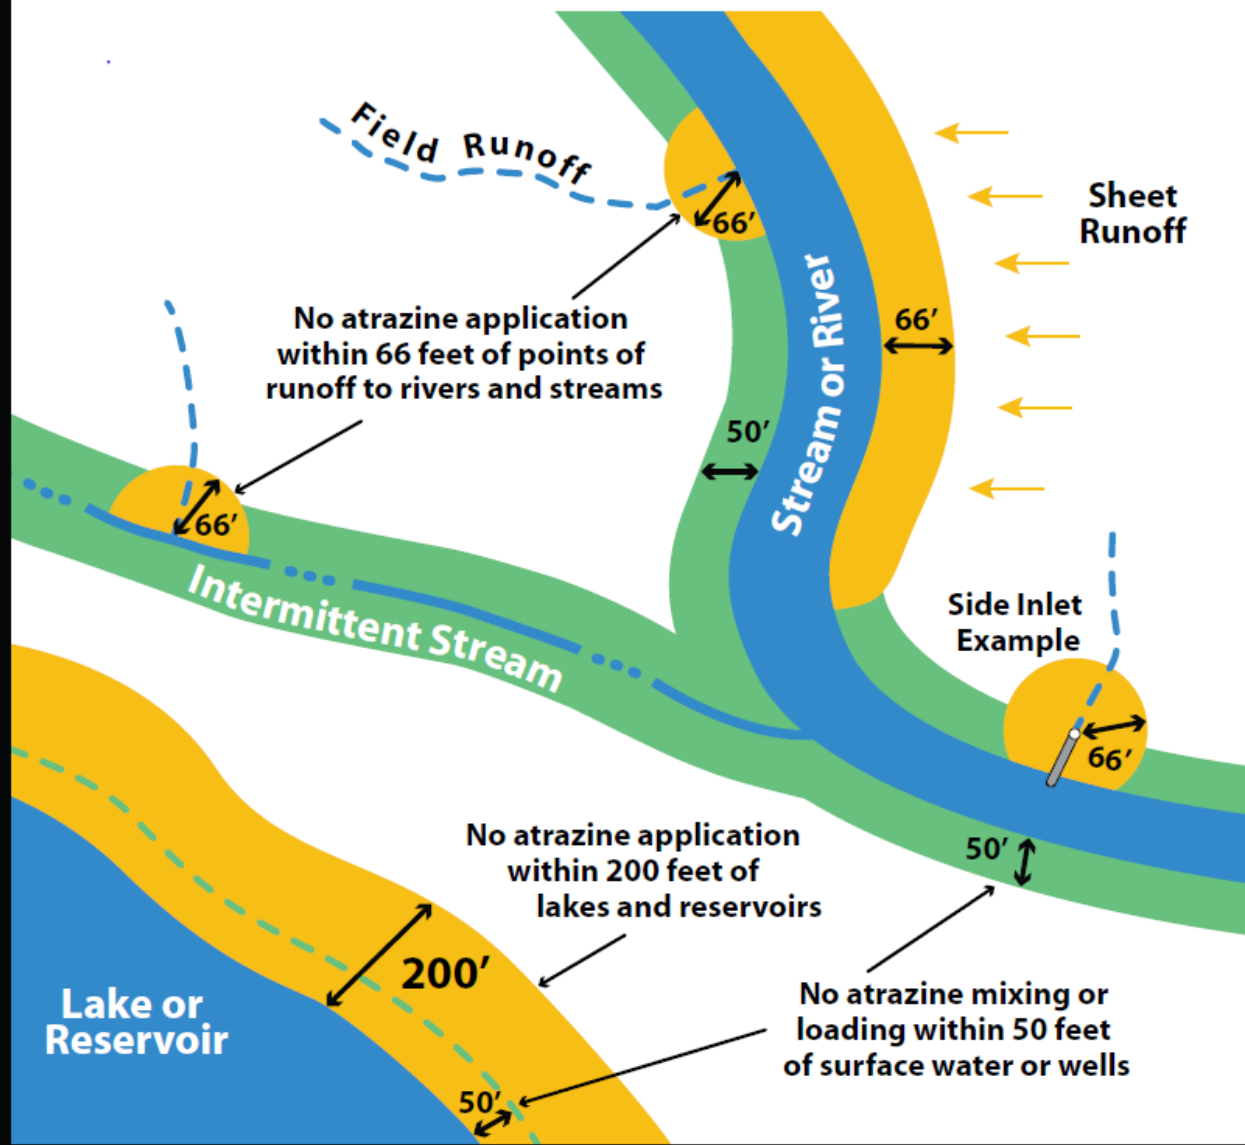 Field Runoff
66’
Sheet
Runoff
No atrazine application
within 66 feet of points of
runoff to rivers and streams
Stream or River
66’
50’
66’
Intermittent Stream
Side Inlet
Example
66’
No atrazine application
within 200 feet of
lakes and reservoirs
50’
200’
Lake or
Reservoir
No atrazine mixing or
loading within 50 feet
of surface water or wells
50’